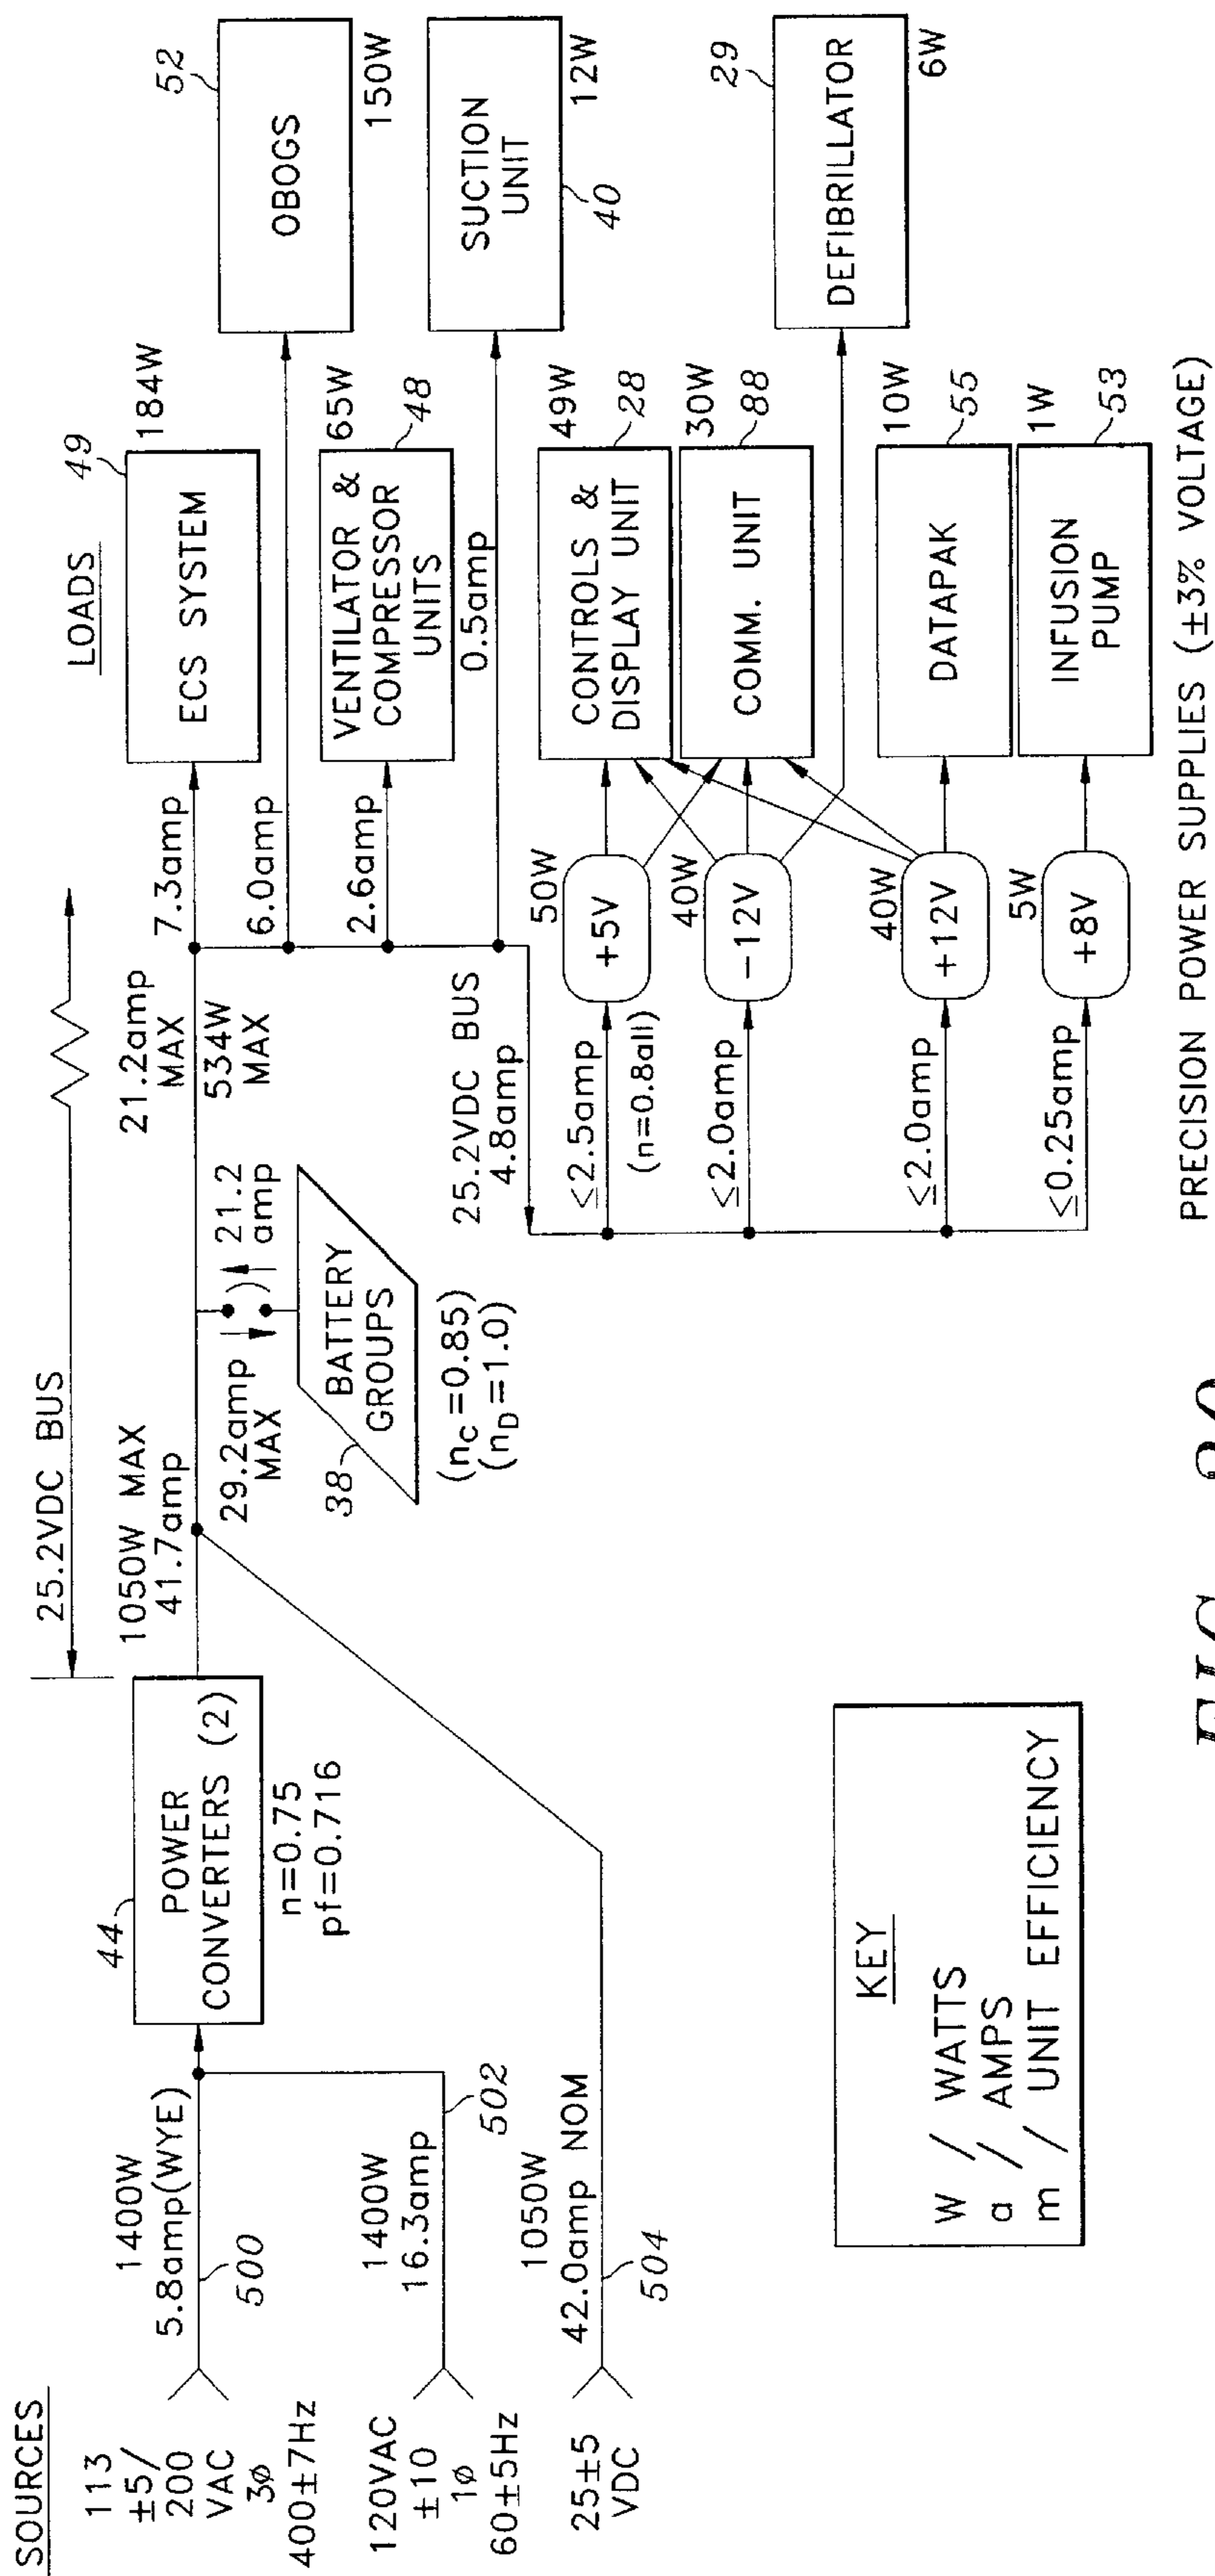 SOURCES
113
±5/
200
VAC
3ø
400±7Hz
1400W
5.8amp(WYE)
500
120VAC
±10
1ø
60±5Hz
1400W
16.3amp
502
25±5
VDC
1050W
42.0amp NOM
504
44
POWER
CONVERTERS (2)
n=0.75
pf=0.716
25.2VDC BUS
1050W MAX
41.7amp
29.2amp
MAX
21.2
amp
38
BATTERY
GROUPS
(nC=0.85)
(nD=1.0)
21.2amp
MAX
534W
MAX
LOADS
7.3amp
49
ECS SYSTEM
184W
6.0amp
52
OBOGS
150W
2.6amp
VENTILATOR &
COMPRESSOR
UNITS
65W
48
0.5amp
SUCTION
UNIT
12W
40
25.2VDC BUS
4.8amp
≤2.5amp
(n=0.8all)
50W
+5V
CONTROLS &
DISPLAY UNIT
49W
28
≤2.0amp
40W
−12V
COMM. UNIT
30W
88
29
DEFIBRILLATOR
6W
≤2.0amp
40W
+12V
DATAPAK
10W
55
≤0.25amp
5W
+8V
INFUSION
PUMP
1W
53
PRECISION POWER SUPPLIES (±3% VOLTAGE)
KEY
W / WATTS
a / AMPS
m / UNIT EFFICIENCY